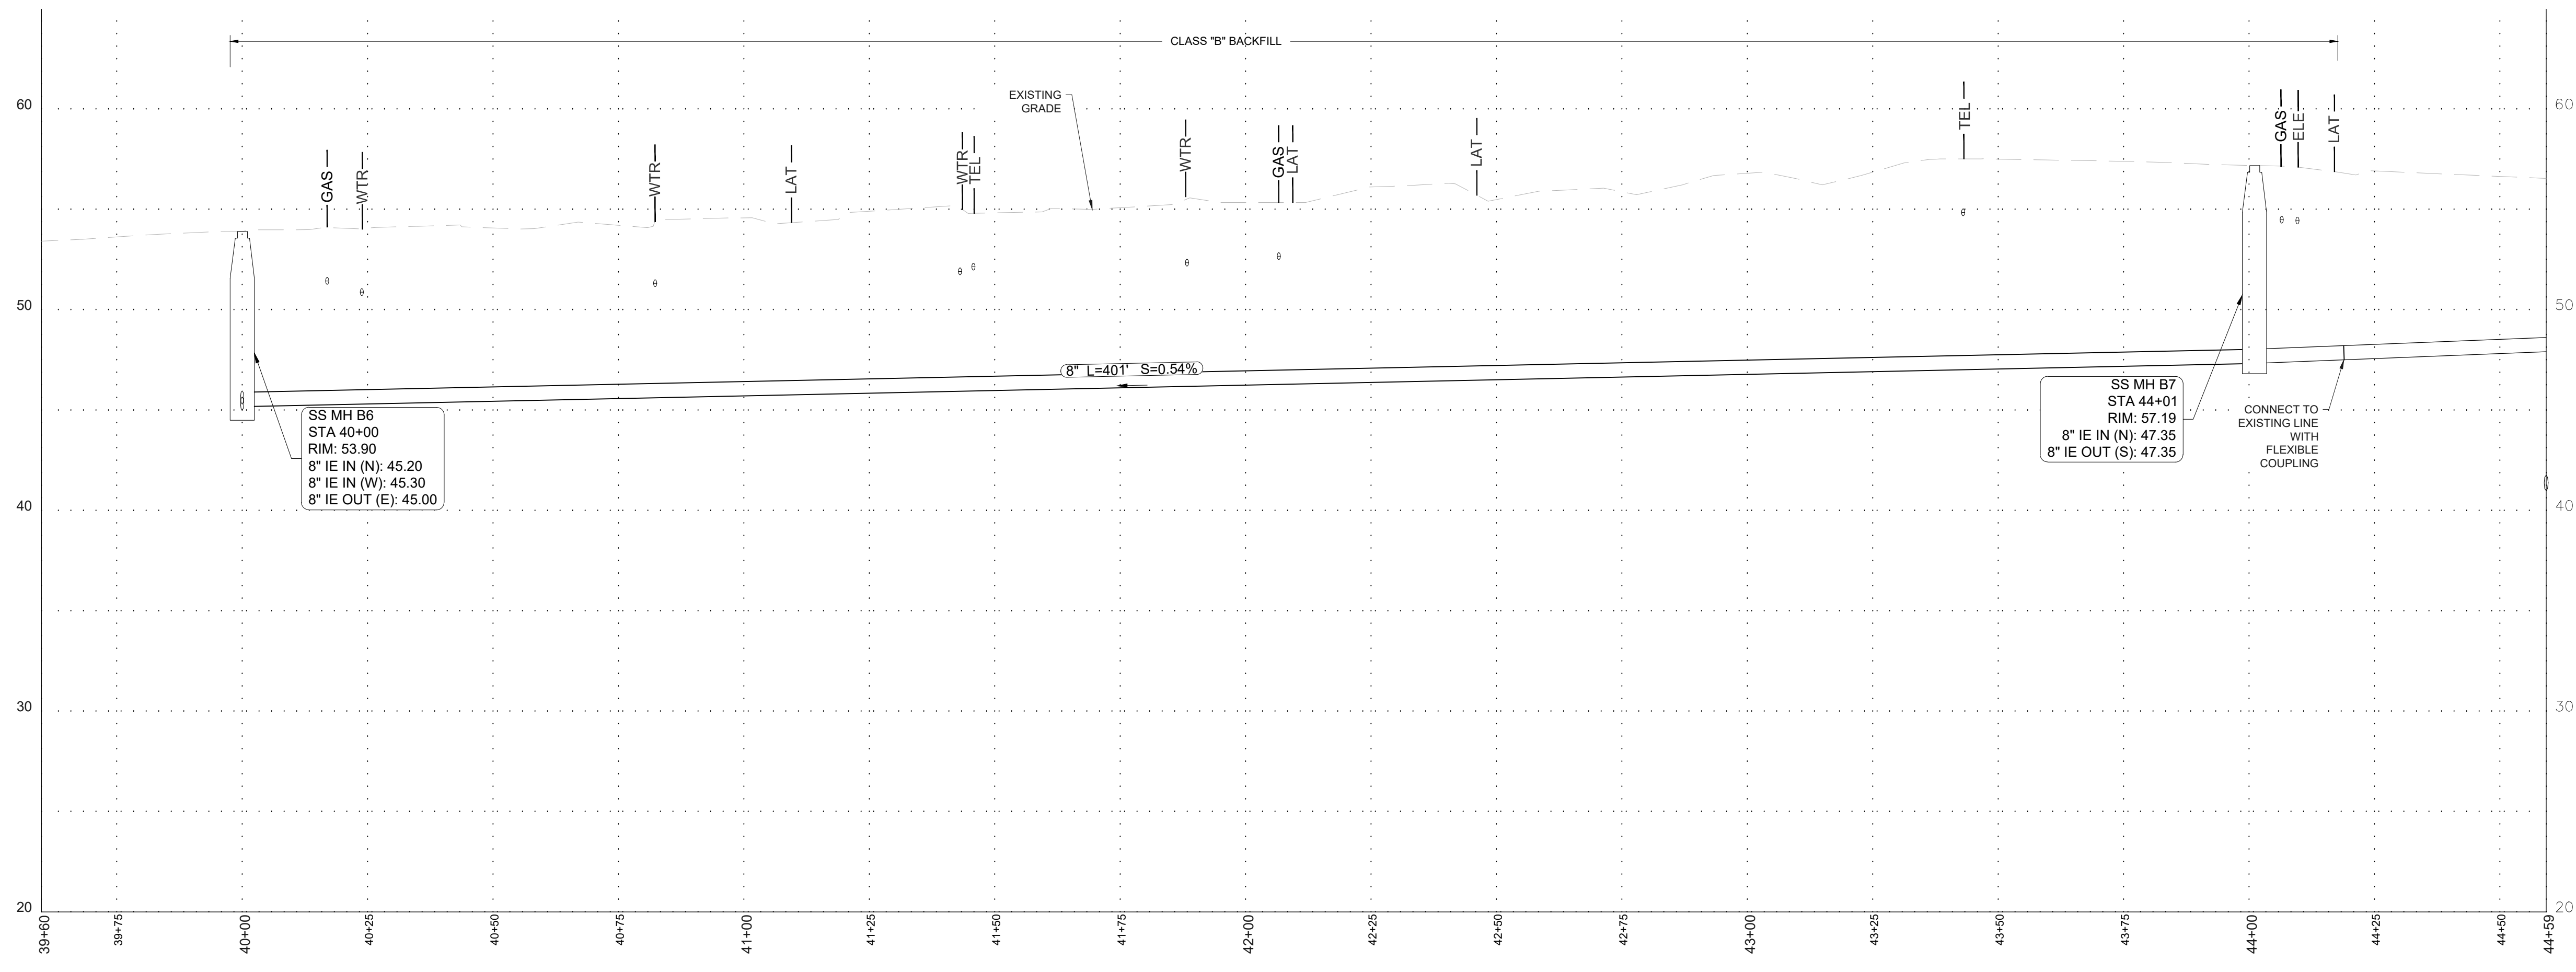 CLASS "B" BACKFILL
EXISTING
GRADE
60
60
GAS
WTR
WTR
LAT
WTR
TEL
WTR
GAS
LAT
LAT
TEL
GAS
ELE
LAT
50
50
8" L=401' S=0.54%
SS MH B6
STA 40+00
RIM: 53.90
8" IE IN (N): 45.20
8" IE IN (W): 45.30
8" IE OUT (E): 45.00
SS MH B7
STA 44+01
RIM: 57.19
8" IE IN (N): 47.35
8" IE OUT (S): 47.35
CONNECT TO
EXISTING LINE
WITH
FLEXIBLE
COUPLING
40
40
30
30
20
20
39+60
39+75
40+00
40+25
40+50
40+75
41+00
41+25
41+50
41+75
42+00
42+25
42+50
42+75
43+00
43+25
43+50
43+75
44+00
44+25
44+50
44+59